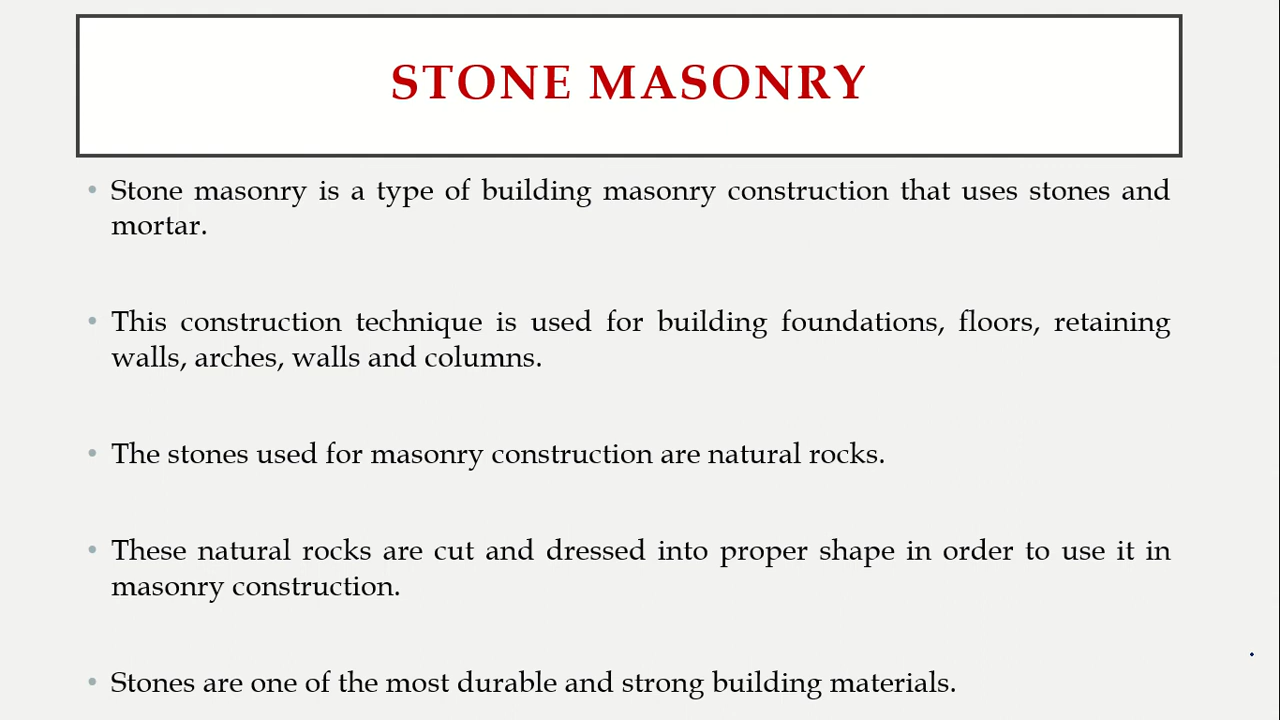 STONE MASONRY
• Stone masonry is a type of building masonry construction that uses stones and
mortar.
• This construction technique is used for building foundations, floors, retaining
walls, arches, walls and columns.
• The stones used for masonry construction are natural rocks.
• These natural rocks are cut and dressed into proper shape in order to use it in
masonry construction.
• Stones are one of the most durable and strong building materials.